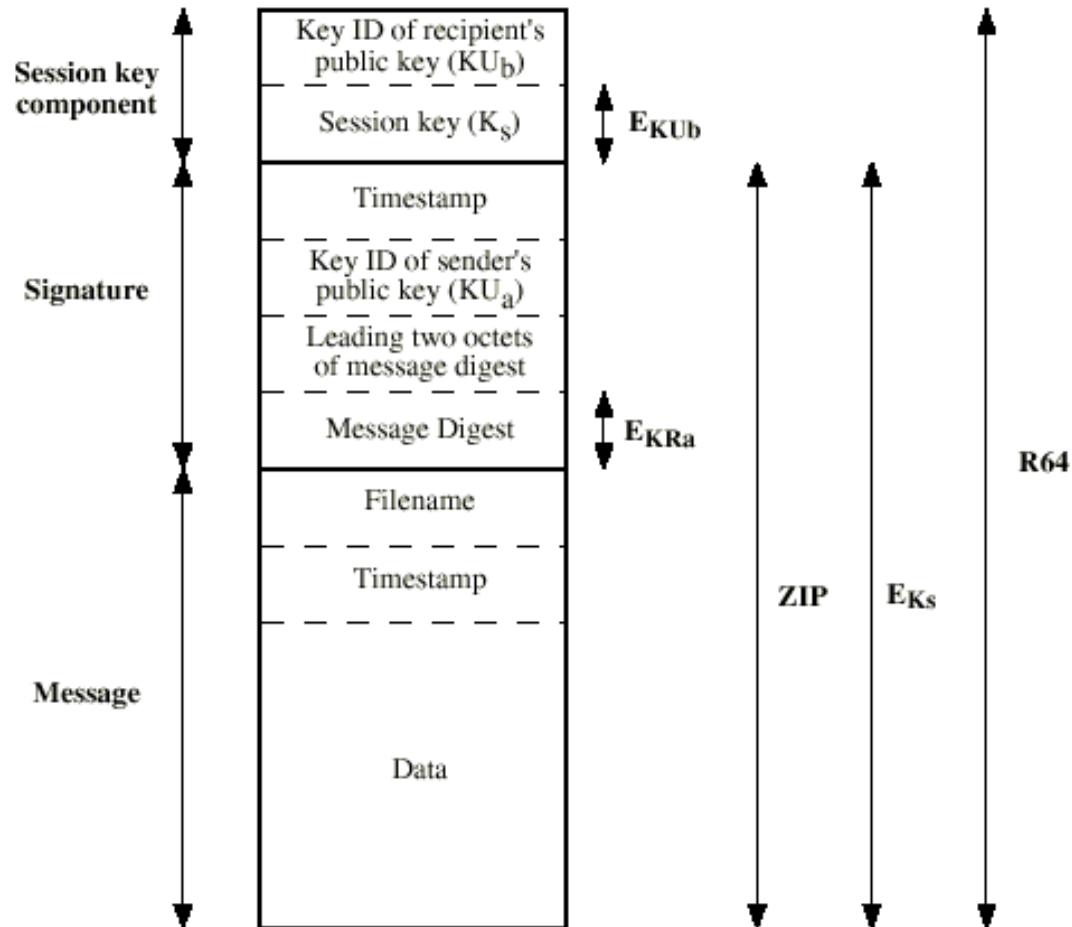 Key ID of recipient's
public key (KUb)
Session key
component
Session key (Ks)
EKUb
Timestamp
Key ID of sender's
public key (KUa)
Signature
Leading two octets
of message digest
Message Digest
EKRa
R64
Filename
Timestamp
ZIP
EKs
Message
Data